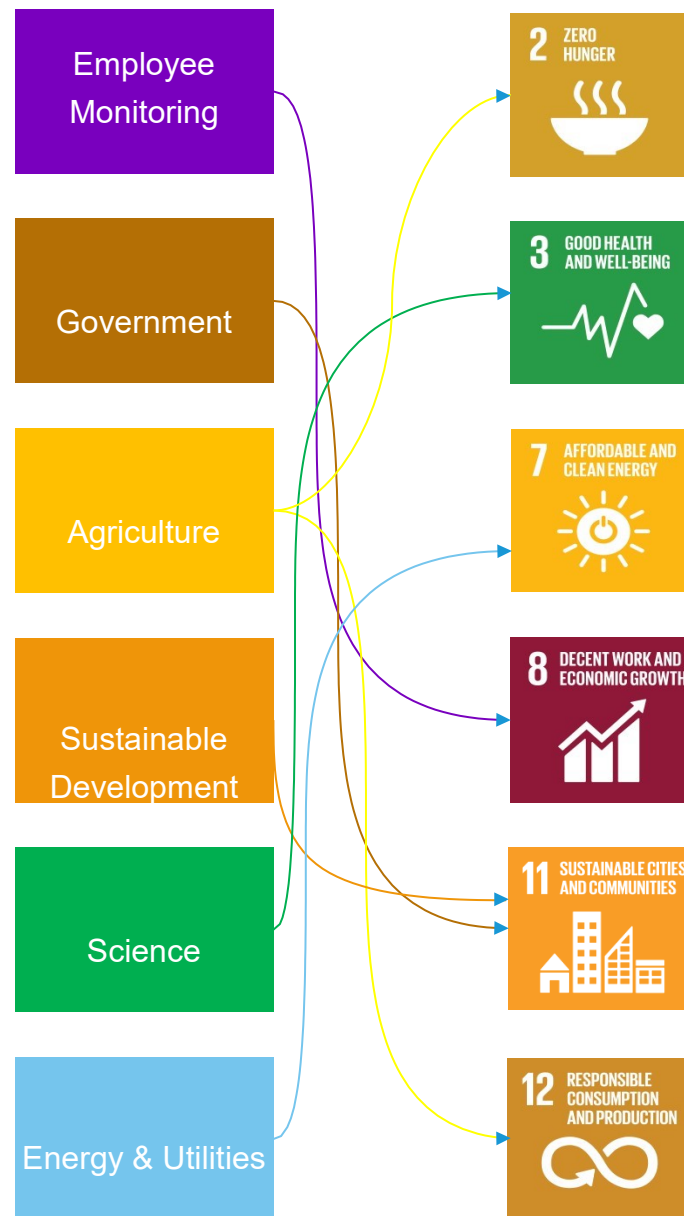 Employee
Monitoring
Government
Agriculture
Sustainable
Development
Science
Energy & Utilities
2 ZERO
HUNGER
3 GOOD HEALTH
AND WELL-BEING
7 AFFORDABLE AND
CLEAN ENERGY
8 DECENT WORK AND
ECONOMIC GROWTH
11 SUSTAINABLE CITIES
AND COMMUNITIES
12 RESPONSIBLE
CONSUMPTION
AND PRODUCTION